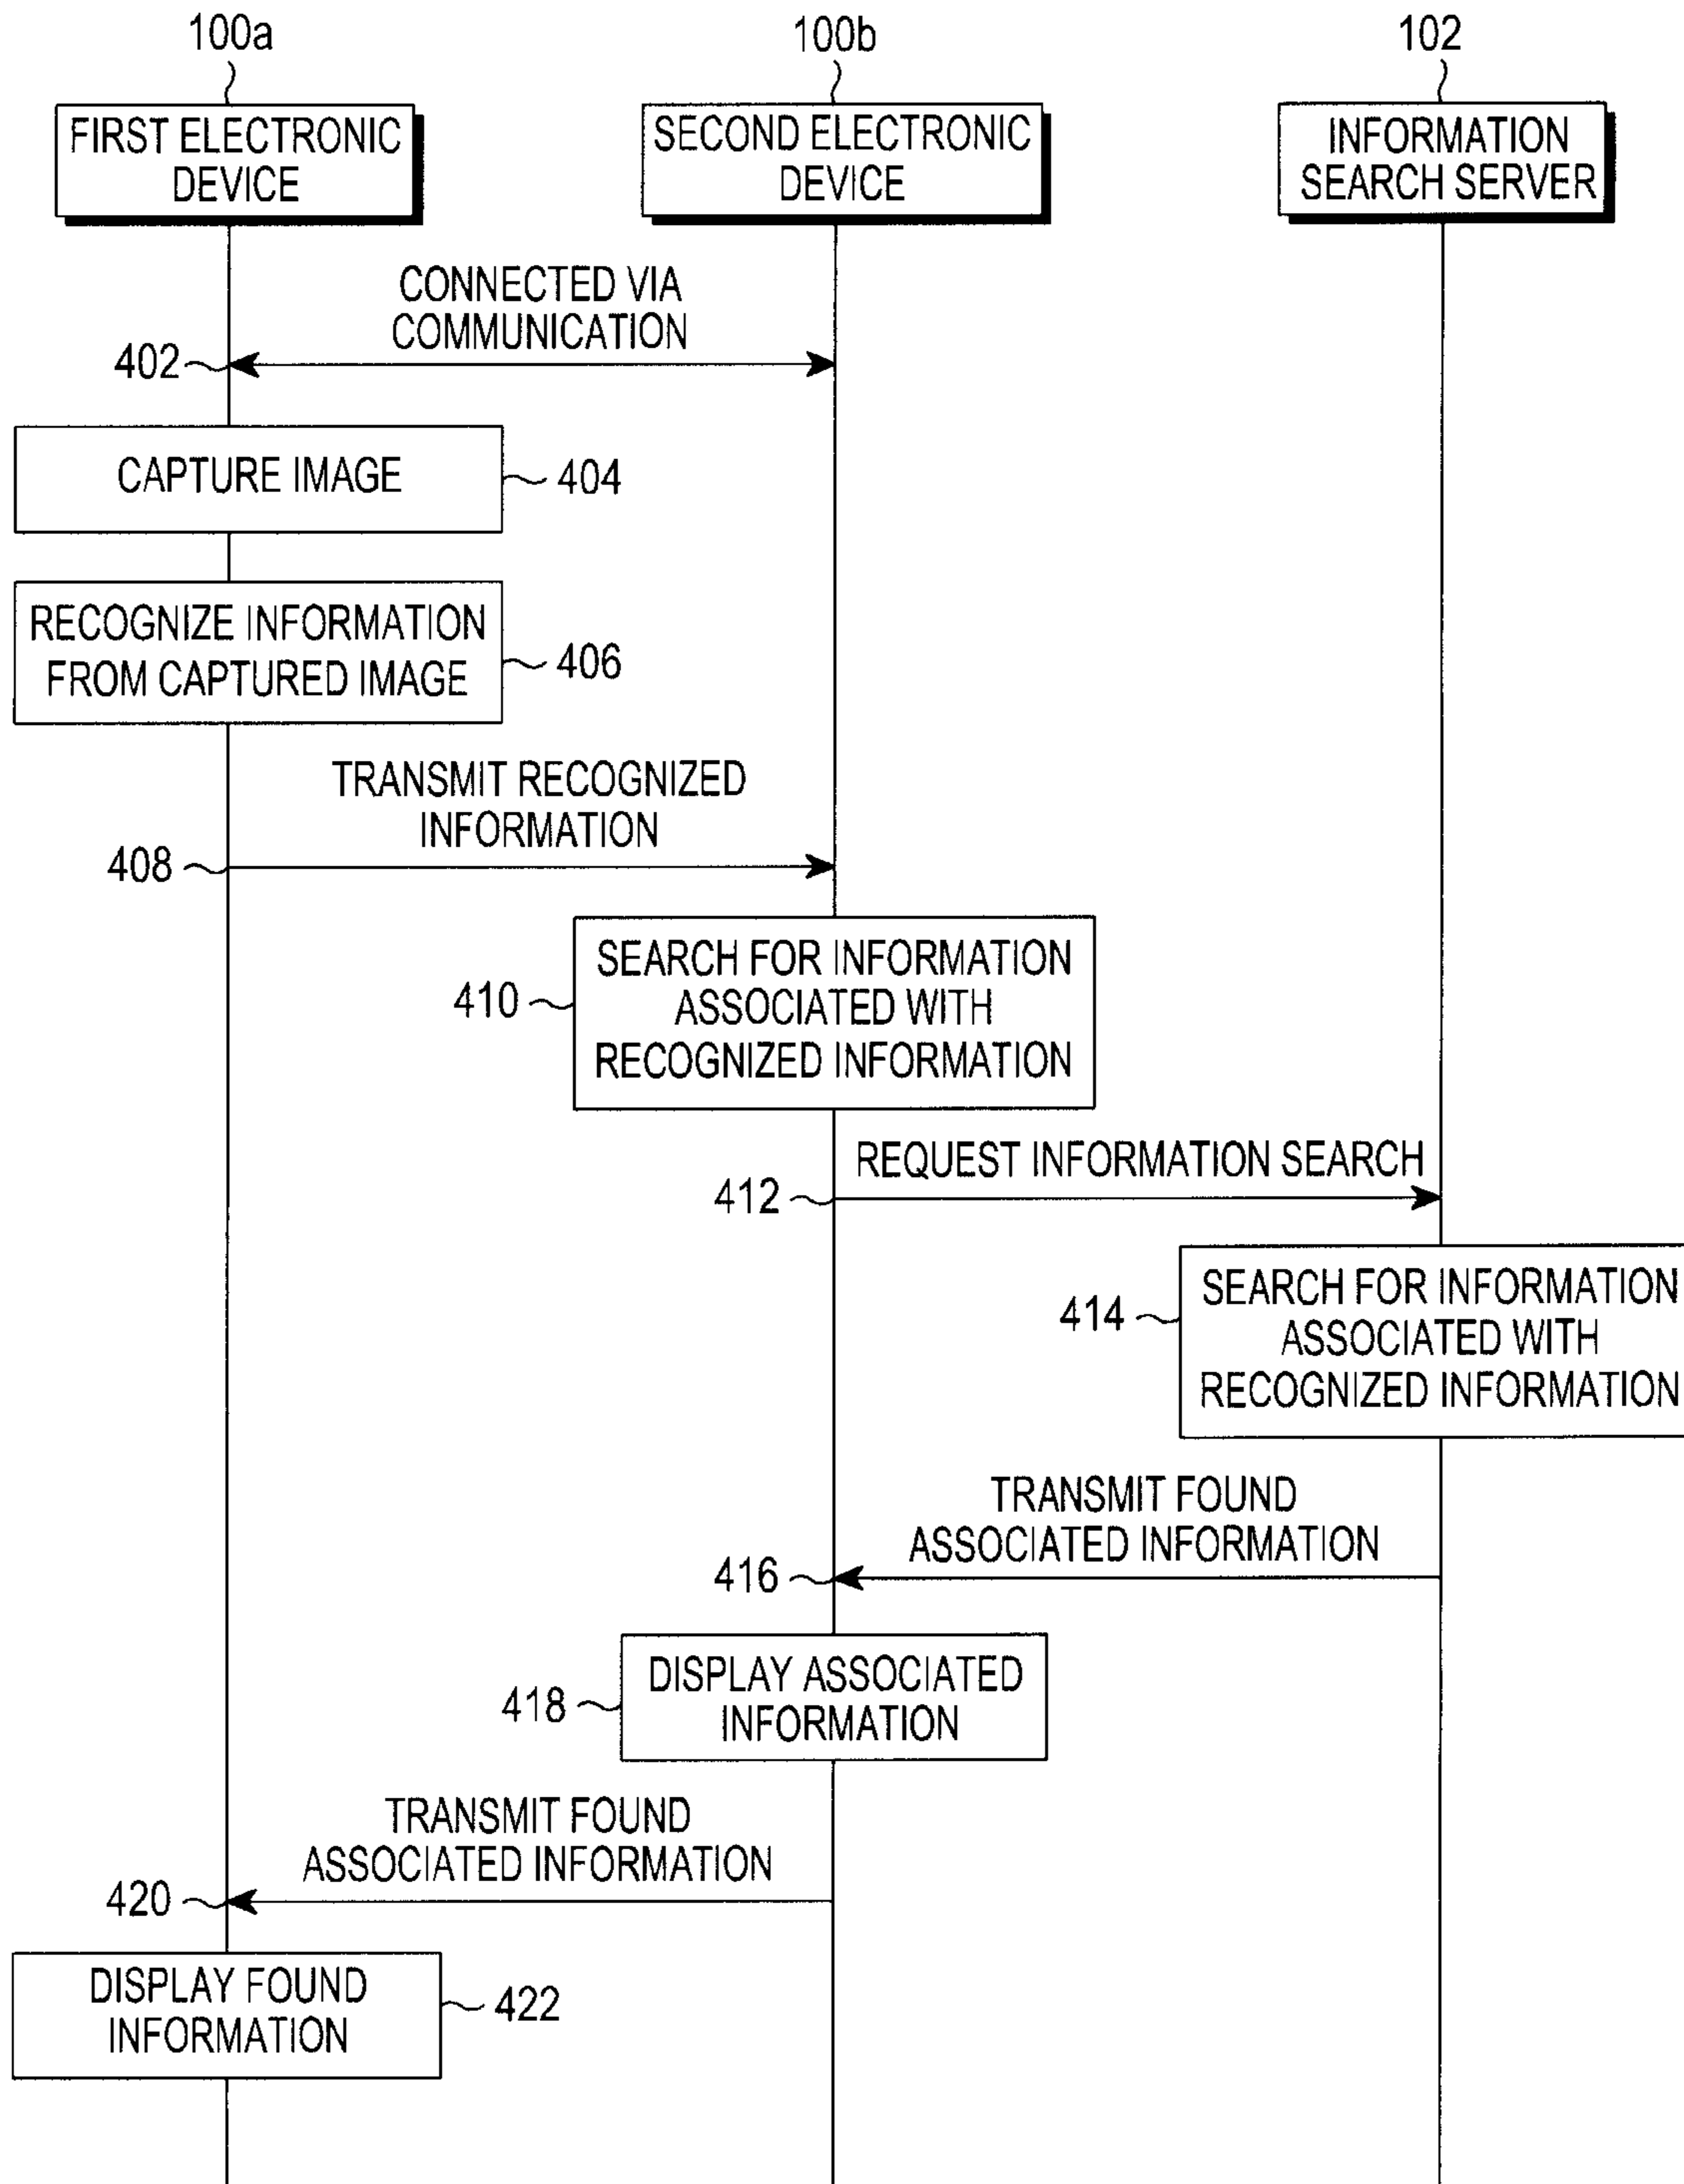 100a
100b
102
FIRST ELECTRONIC
DEVICE
SECOND ELECTRONIC
DEVICE
INFORMATION
SEARCH SERVER
CONNECTED VIA
COMMUNICATION
402
CAPTURE IMAGE
404
RECOGNIZE INFORMATION
FROM CAPTURED IMAGE
406
TRANSMIT RECOGNIZED
INFORMATION
408
SEARCH FOR INFORMATION
ASSOCIATED WITH
RECOGNIZED INFORMATION
410
REQUEST INFORMATION SEARCH
412
SEARCH FOR INFORMATION
ASSOCIATED WITH
RECOGNIZED INFORMATION
414
TRANSMIT FOUND
ASSOCIATED INFORMATION
416
DISPLAY ASSOCIATED
INFORMATION
418
TRANSMIT FOUND
ASSOCIATED INFORMATION
420
DISPLAY FOUND
INFORMATION
422